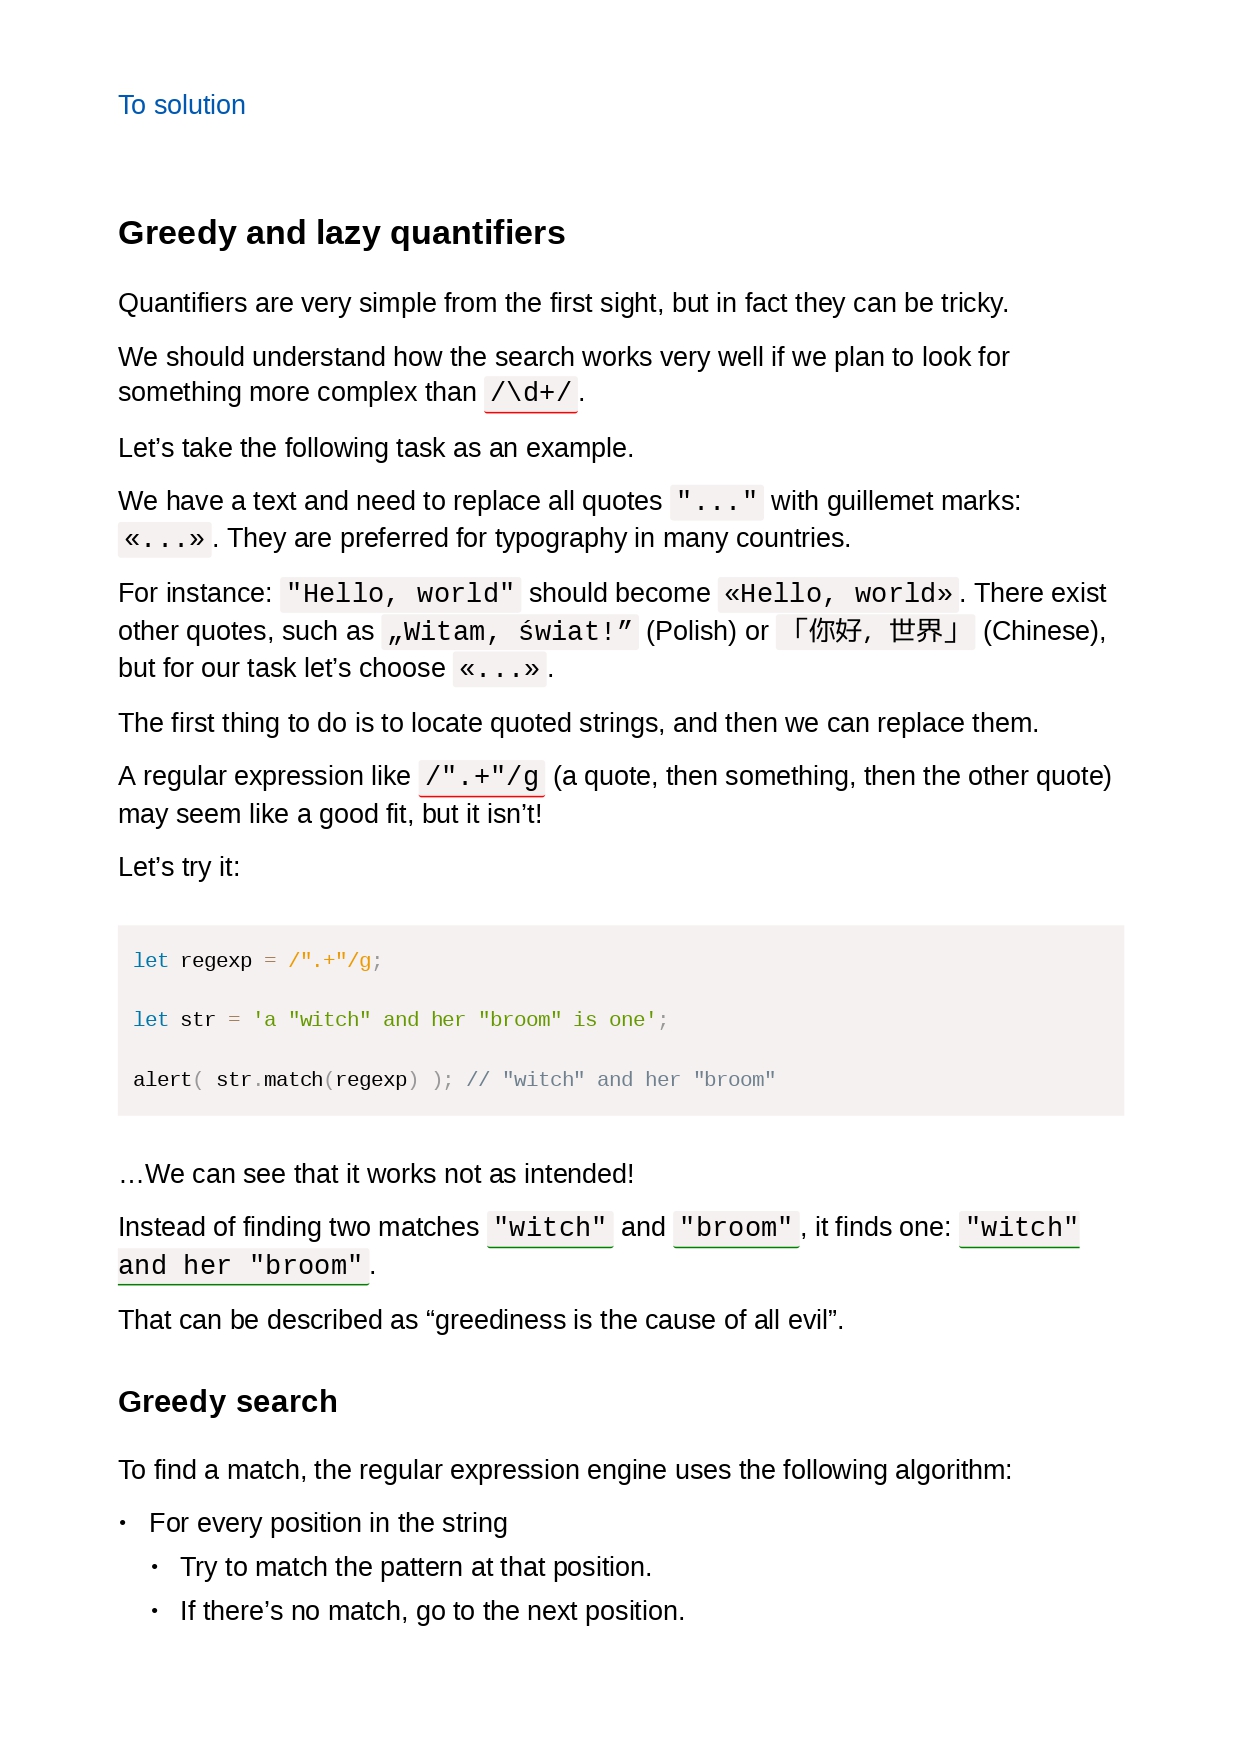 To solution
Greedy and lazy quantifiers
Quantifiers are very simple from the first sight, but in fact they can be tricky.
We should understand how the search works very well if we plan to look for
something more complex than /\d+/.
Let’s take the following task as an example.
We have a text and need to replace all quotes "..." with guillemet marks:
«...». They are preferred for typography in many countries.
For instance: "Hello, world" should become «Hello, world». There exist
other quotes, such as „Witam, świat!” (Polish) or 「你好, 世界」 (Chinese),
but for our task let’s choose «...».
The first thing to do is to locate quoted strings, and then we can replace them.
A regular expression like /".+"/g (a quote, then something, then the other quote)
may seem like a good fit, but it isn’t!
Let’s try it:
let regexp = /".+"/g;
let str = 'a "witch" and her "broom" is one';
alert( str.match(regexp) ); // "witch" and her "broom"
…We can see that it works not as intended!
Instead of finding two matches "witch" and "broom", it finds one: "witch"
and her "broom".
That can be described as “greediness is the cause of all evil”.
Greedy search
To find a match, the regular expression engine uses the following algorithm:
• For every position in the string
• Try to match the pattern at that position.
• If there’s no match, go to the next position.